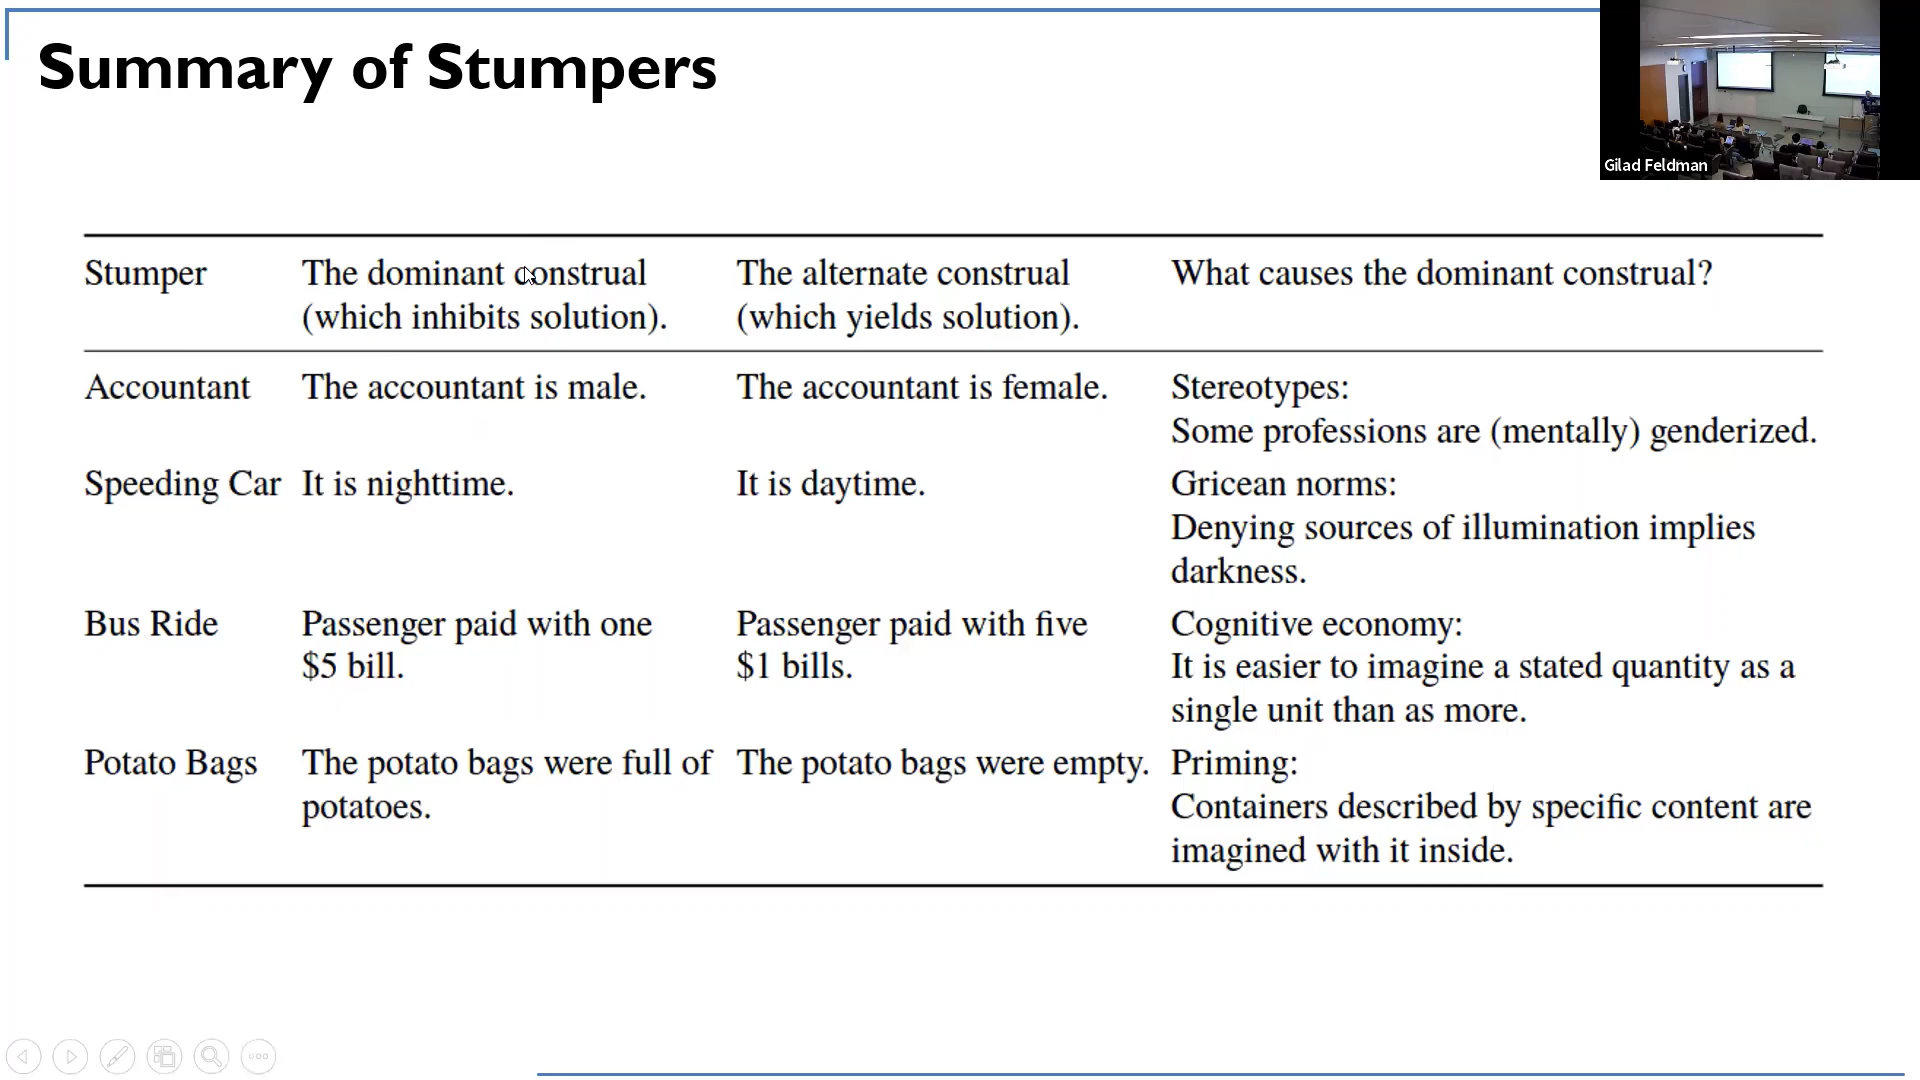 Summary of Stumpers
Gilad Feldman
Stumper
The dominant construal
(which inhibits solution).
The alternate construal
(which yields solution).
What causes the dominant construal?
Accountant
The accountant is male.
The accountant is female.
Stereotypes:
Some professions are (mentally) genderized.
Speeding Car
It is nighttime.
It is daytime.
Gricean norms:
Denying sources of illumination implies
darkness.
Bus Ride
Passenger paid with one
$5 bill.
Passenger paid with five
$1 bills.
Cognitive economy:
It is easier to imagine a stated quantity as a
single unit than as more.
Potato Bags
The potato bags were full of
potatoes.
The potato bags were empty.
Priming:
Containers described by specific content are
imagined with it inside.